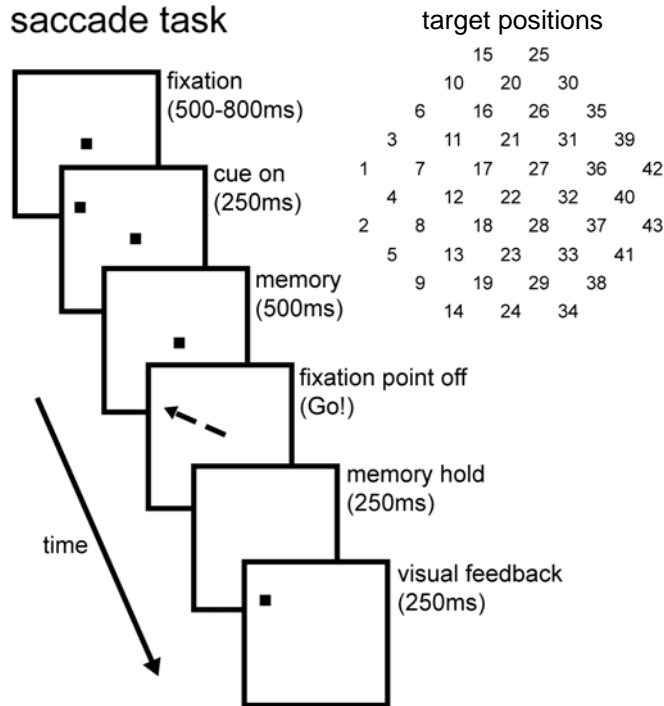 saccade task
fixation
(500-800ms)
cue on
(250ms)
memory
(500ms)
fixation point off
(Go!)
memory hold
(250ms)
visual feedback
(250ms)
time
target positions
15 25
10 20 30
6 16 26 35
3 11 21 31 39
1 7 17 27 36 42
4 12 22 32 40
2 8 18 28 37 43
5 13 23 33 41
9 19 29 38
14 24 34